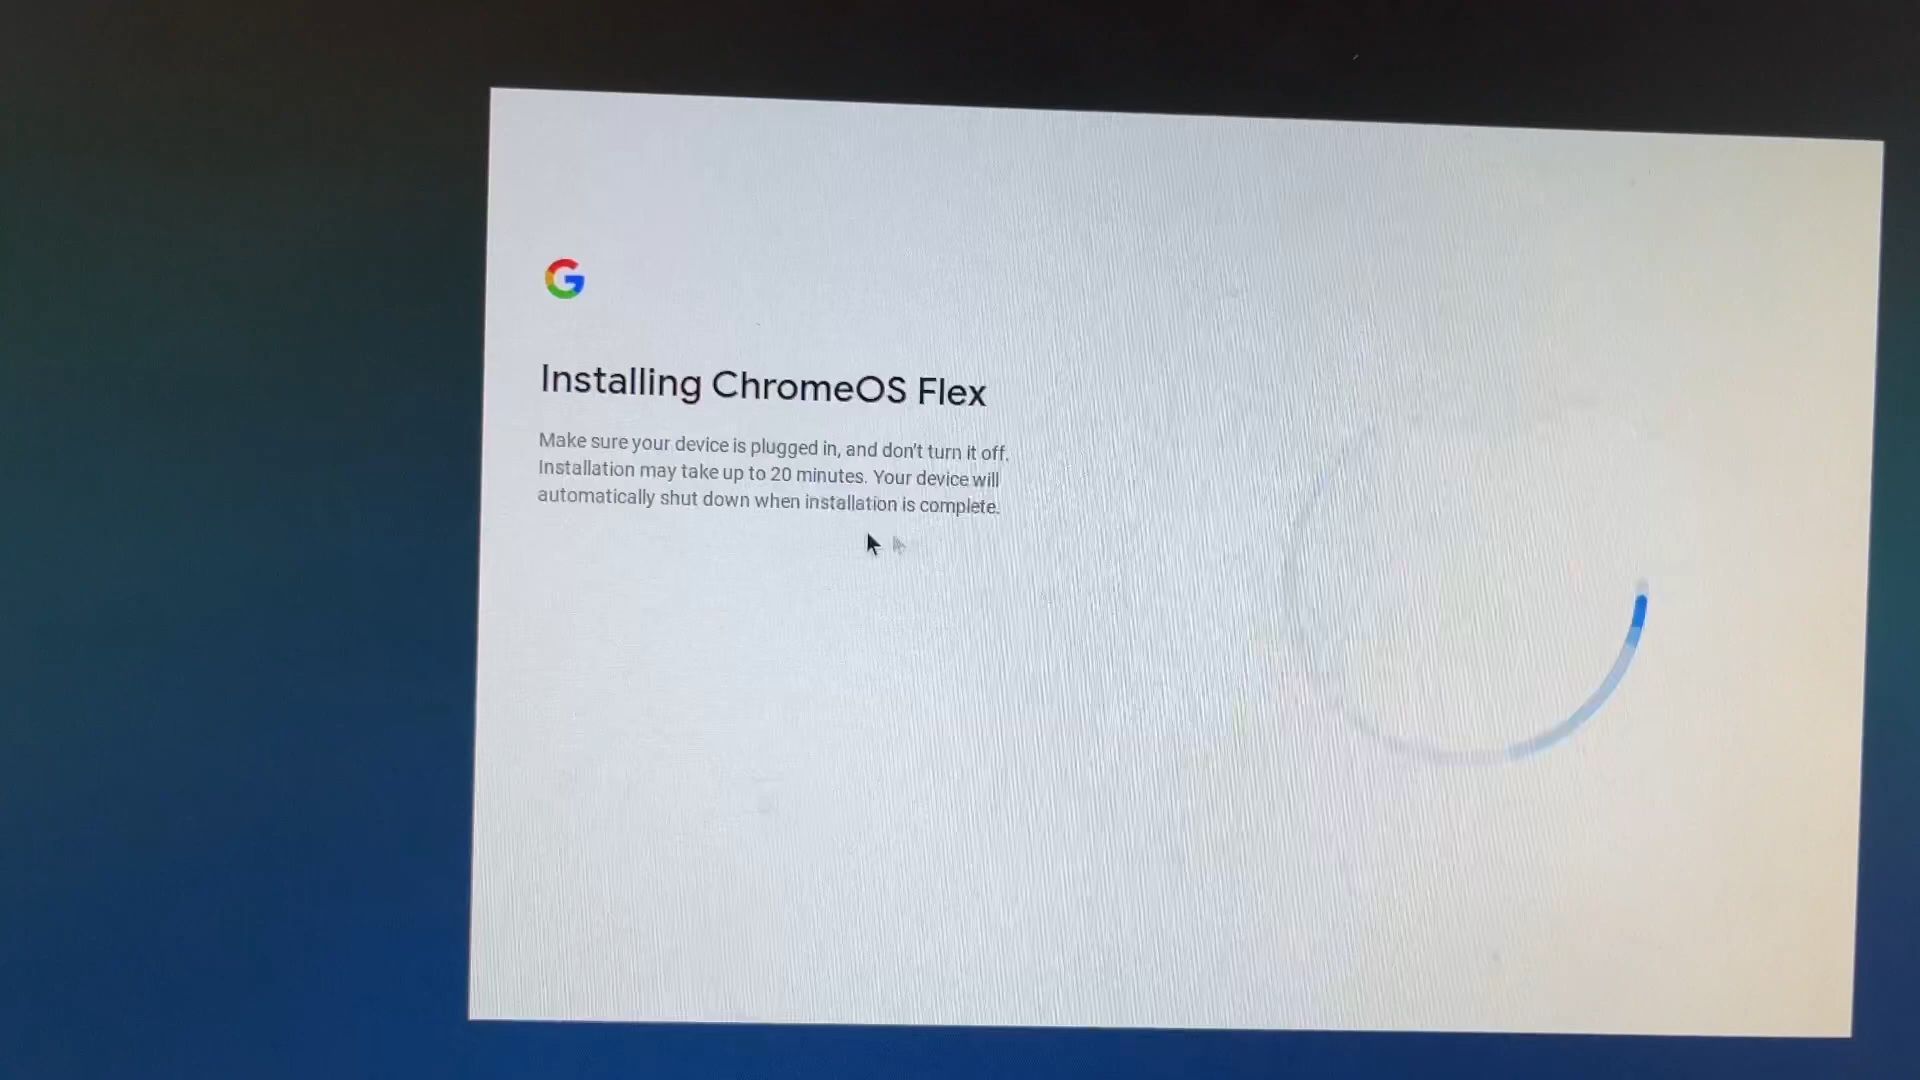 Installing ChromeOS Flex
Make sure your device is plugged in, and don't turn it off.
Installation may take up to 20 minutes. Your device will
automatically shut down when installation is complete.